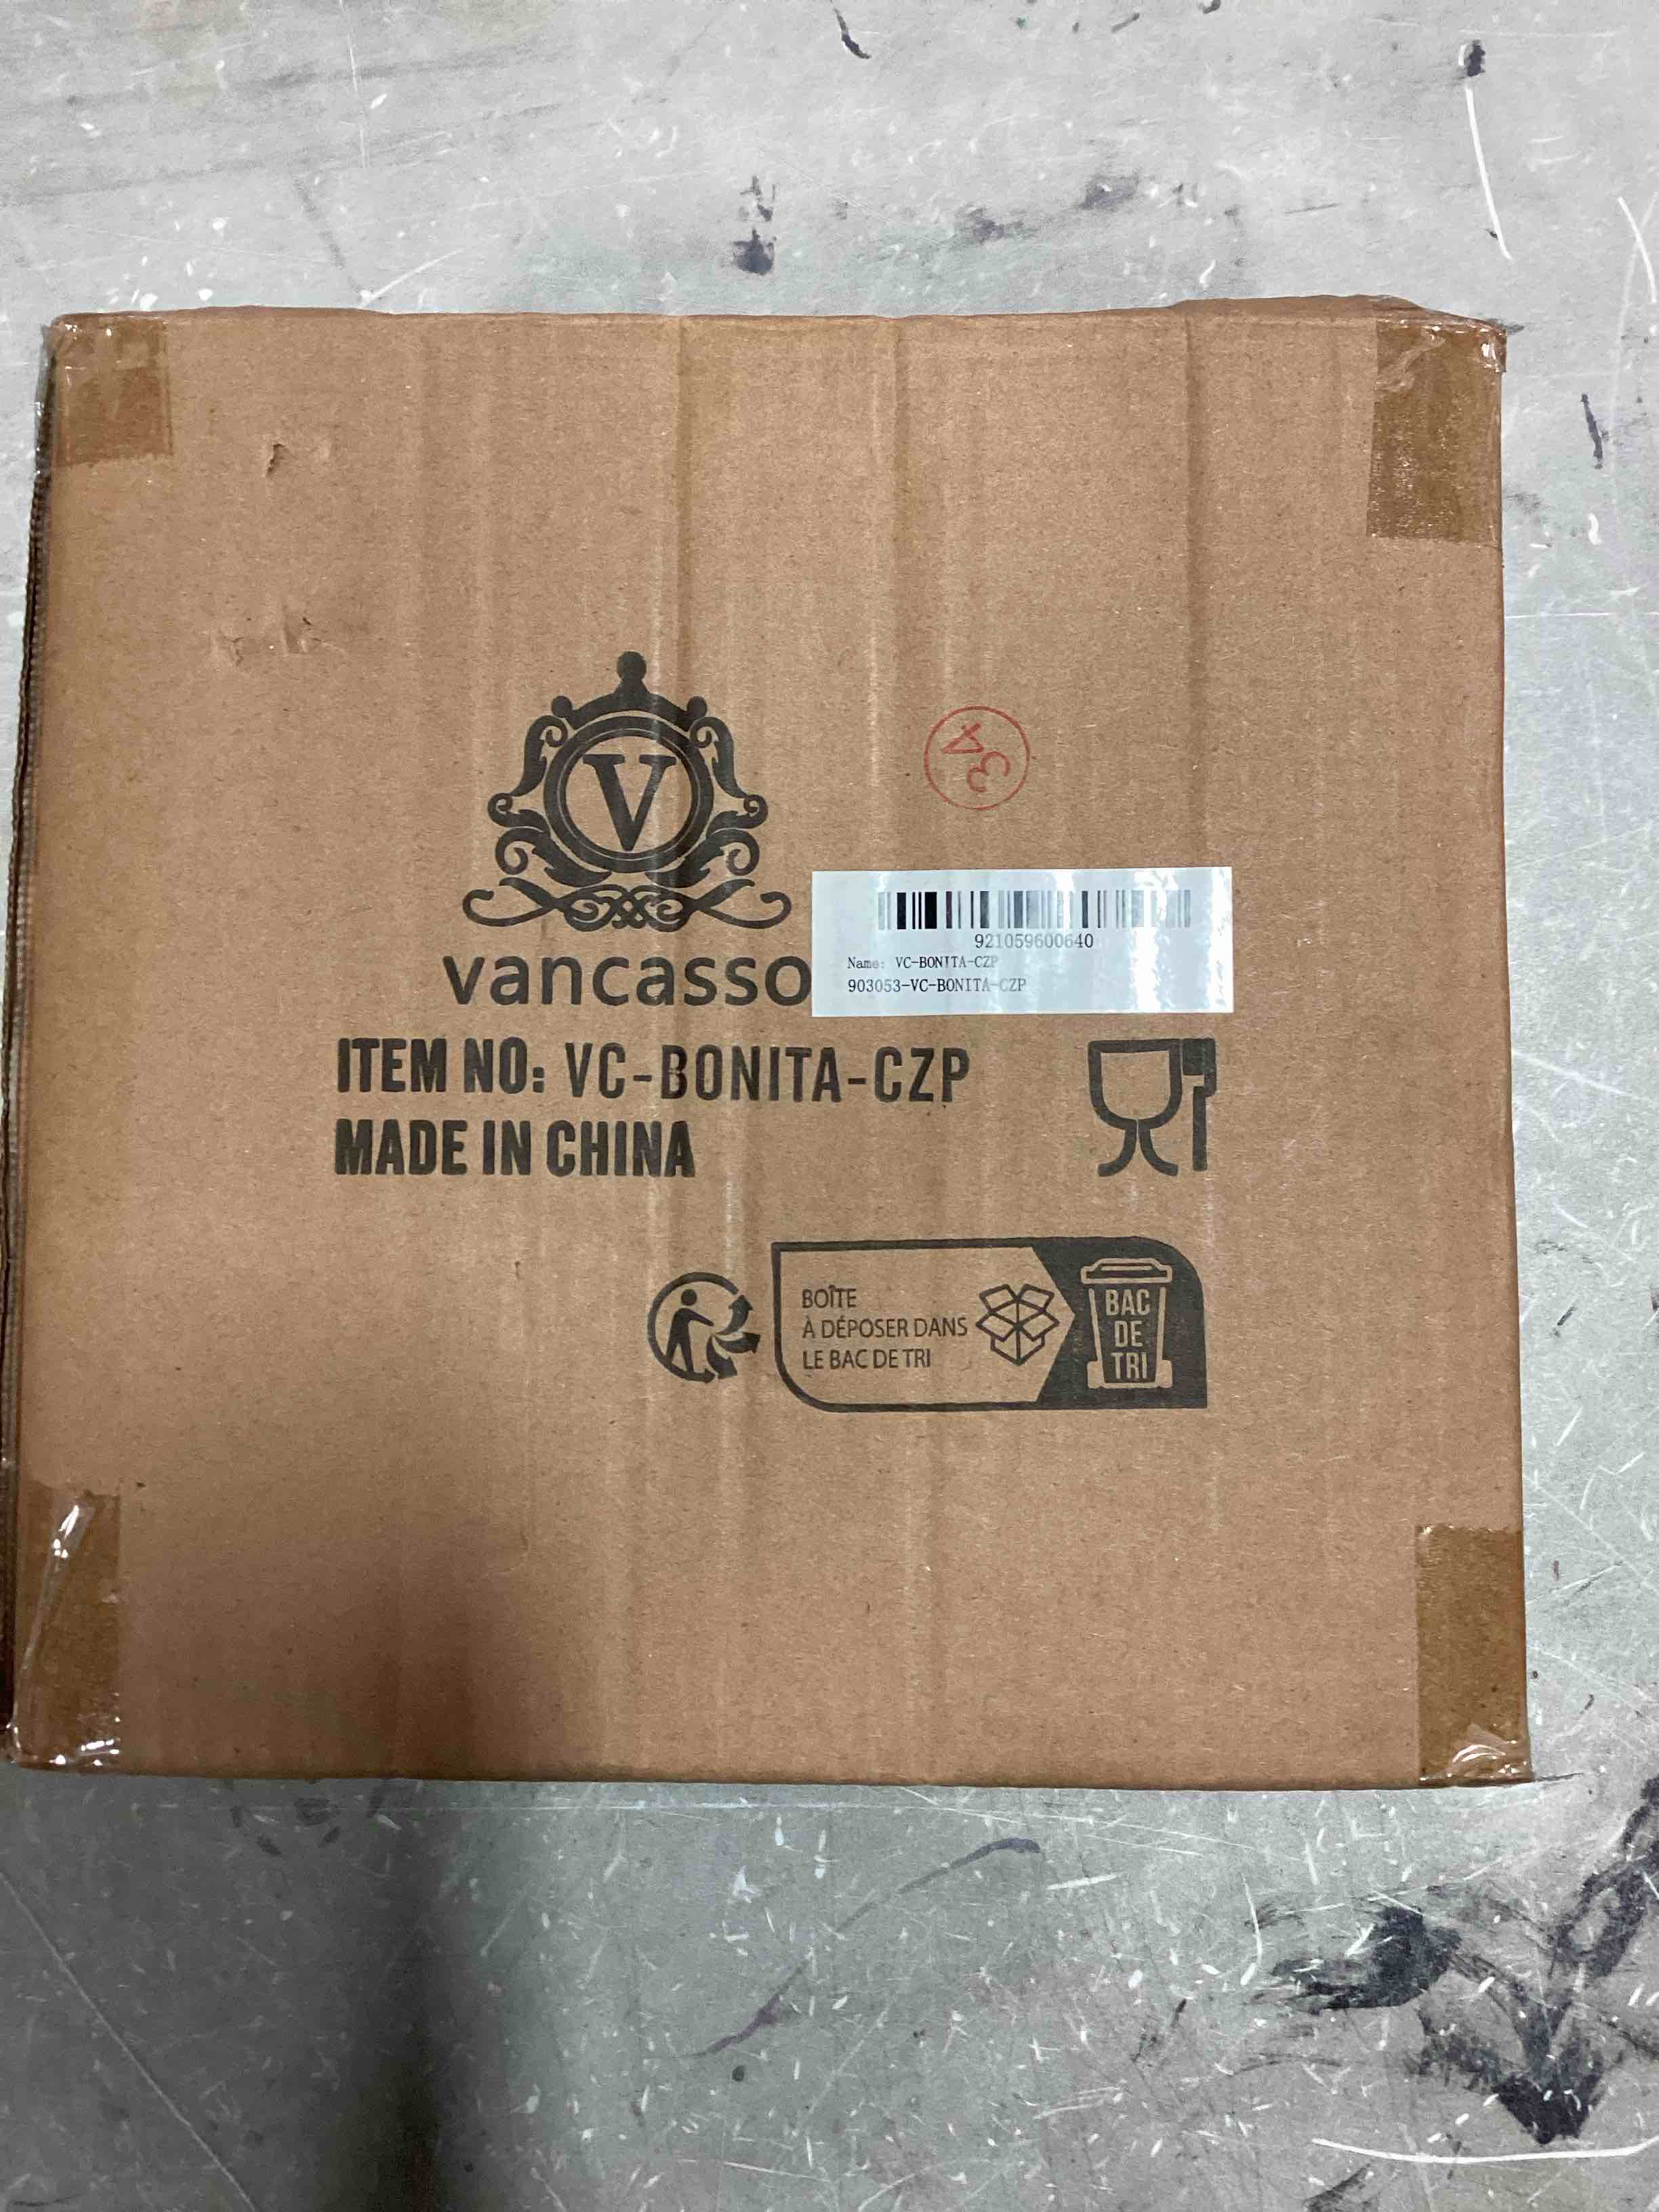 V
34
921059600640
Name: VC-BONITA-CZP
903053-VC-BONITA-CZP
vancasso
ITEM NO: VC-BONITA-CZP
MADE IN CHINA
BOÎTE
À DÉPOSER DANS
LE BAC DE TRI
BAC
DE
TRI